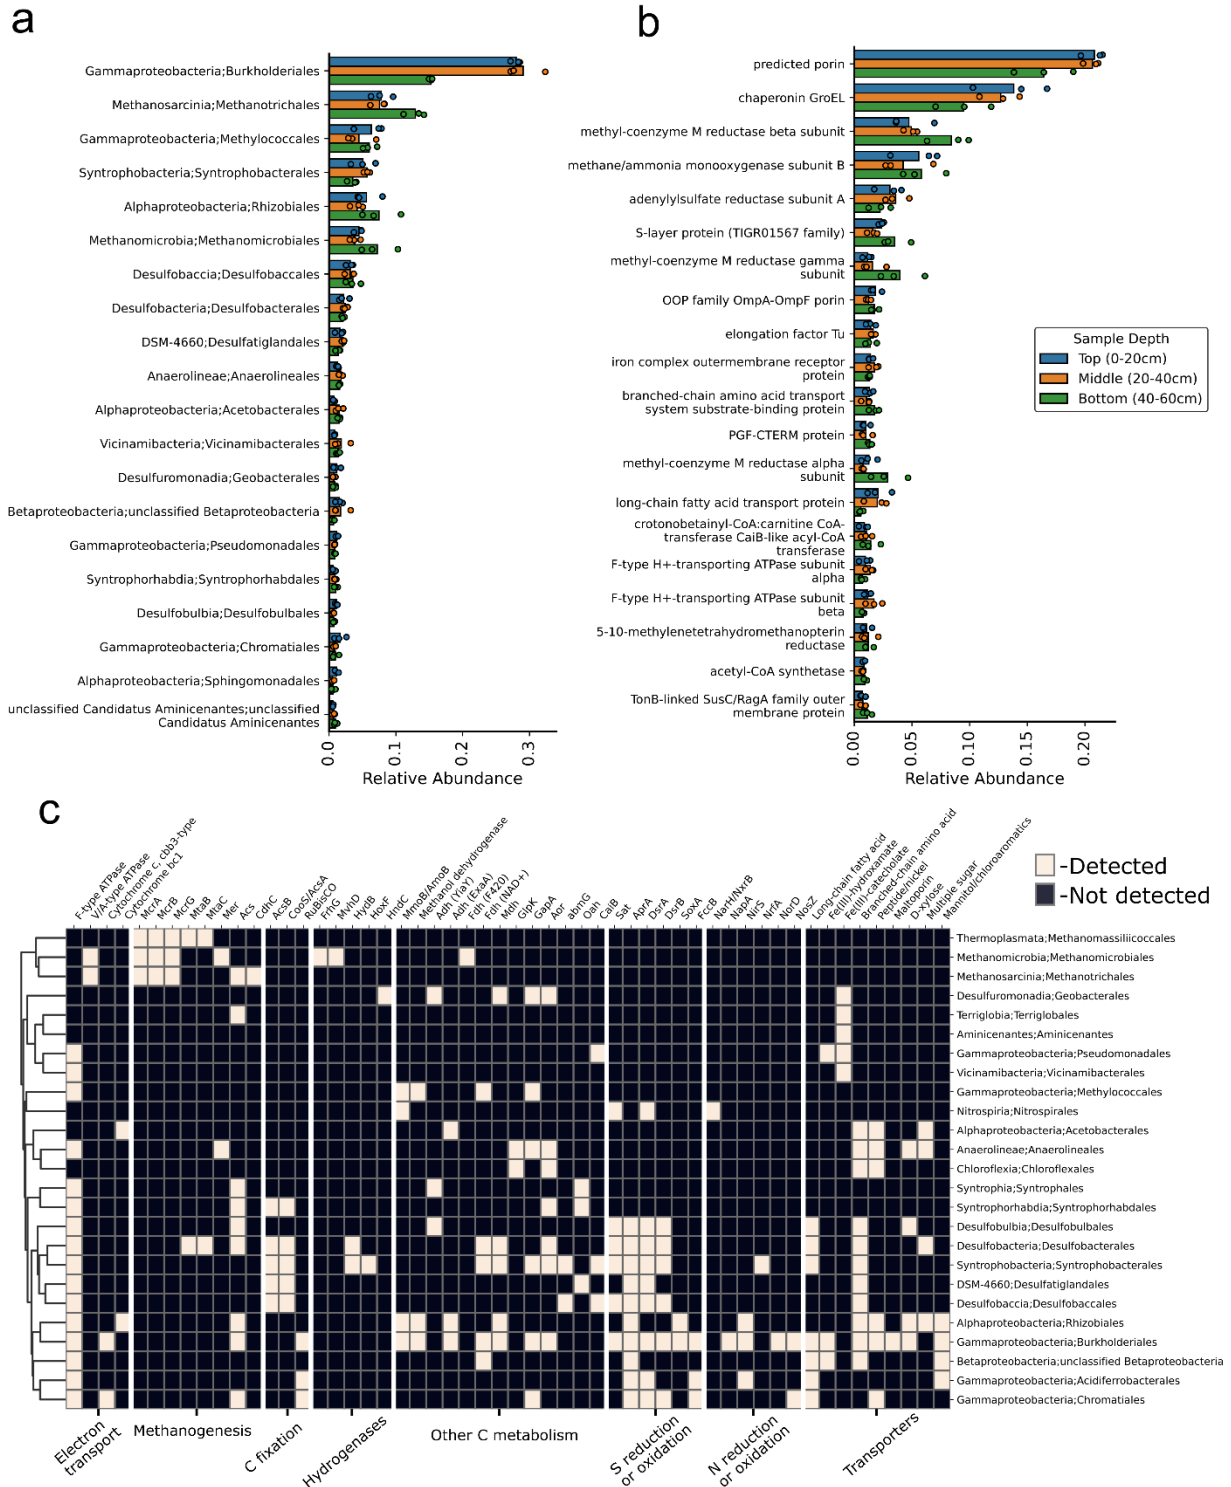 a
Gammaproteobacteria;Burkholderiales
Methanosarcinia;Methanotrichales
Gammaproteobacteria;Methylococcales
Syntrophobacteria;Syntrophobacterales
Alphaproteobacteria;Rhizobiales
Methanomicrobia;Methanomicrobiales
Desulfobaccia;Desulfobaccales
Desulfobacteria;Desulfobacterales
DSM-4660;Desulfatiglandales
Anaerolineae;Anaerolineales
Alphaproteobacteria;Acetobacterales
Vicinamibacteria;Vicinamibacterales
Desulfuromonadia;Geobacterales
Betaproteobacteria;unclassified Betaproteobacteria
Gammaproteobacteria;Pseudomonadales
Syntrophorhabdia;Syntrophorhabdales
Desulfobulbia;Desulfobulbales
Gammaproteobacteria;Chromatiales
Alphaproteobacteria;Sphingomonadales
unclassified Candidatus Aminicenantes;unclassified
Candidatus Aminicenantes
0.0
0.1
0.2
0.3
Relative Abundance
b
predicted porin
chaperonin GroEL
methyl-coenzyme M reductase beta subunit
methane/ammonia monooxygenase subunit B
adenylylsulfate reductase subunit A
S-layer protein (TIGR01567 family)
methyl-coenzyme M reductase gamma
subunit
OOP family OmpA-OmpF porin
elongation factor Tu
iron complex outermembrane receptor
protein
branched-chain amino acid transport
system substrate-binding protein
PGF-CTERM protein
methyl-coenzyme M reductase alpha
subunit
long-chain fatty acid transport protein
crotonobetainyl-CoA:carnitine CoA-
transferase CaiB-like acyl-CoA
transferase
F-type H+-transporting ATPase subunit
alpha
F-type H+-transporting ATPase subunit
beta
5-10-methylenetetrahydromethanopterin
reductase
acetyl-CoA synthetase
TonB-linked SusC/RagA family outer
membrane protein
0.00
0.05
0.10
0.15
0.20
Relative Abundance
Sample Depth
Top (0-20cm)
Middle (20-40cm)
Bottom (40-60cm)
c
F-type ATPase
V/A-type ATPase
Cytochrome c, cbb3-type
Cytochrome bc1
McrA
McrB
McrG
MtaB
MtaC
Mer
Acs
CdhC
AcsB
CooS/AcsA
RuBisCO
FrhG
MvhD
HydB
HoxF
HndC
MmoB/AmoB
Methanol dehydrogenase
Adh (YiaY)
Adh (ExaA)
Fdh (F420)
Fdh (NAD+)
Mdh
GlpK
GapA
Aor
abmG
Oah
CaiB
Sat
AprA
DsrA
DsrB
SoxA
FccB
NarH/NxrB
NapA
NirS
NrfA
NorD
NosZ
Long-chain fatty acid
Fe(III)-hydroxamate
Fe(III)-catecholate
Branched-chain amino acid
Peptide/nickel
Maltoporin
D-xylose
Multiple sugar
Mannitol/chloroaromatics
-Detected
-Not detected
Thermoplasmata;Methanomassiliicoccales
Methanomicrobia;Methanomicrobiales
Methanosarcinia;Methanotrichales
Desulfuromonadia;Geobacterales
Terriglobia;Terriglobales
Aminicenantes;Aminicenantes
Gammaproteobacteria;Pseudomonadales
Vicinamibacteria;Vicinamibacterales
Gammaproteobacteria;Methylococcales
Nitrospiria;Nitrospirales
Alphaproteobacteria;Acetobacterales
Anaerolineae;Anaerolineales
Chloroflexia;Chloroflexales
Syntrophia;Syntrophales
Syntrophorhabdia;Syntrophorhabdales
Desulfobulbia;Desulfobulbales
Desulfobacteria;Desulfobacterales
Syntrophobacteria;Syntrophobacterales
DSM-4660;Desulfatiglandales
Desulfobaccia;Desulfobaccales
Alphaproteobacteria;Rhizobiales
Gammaproteobacteria;Burkholderiales
Betaproteobacteria;unclassified Betaproteobacteria
Gammaproteobacteria;Acidiferrobacterales
Gammaproteobacteria;Chromatiales
Electron
transport
Methanogenesis
C fixation
Hydrogenases
Other C metabolism
S reduction
or oxidation
N reduction
or oxidation
Transporters